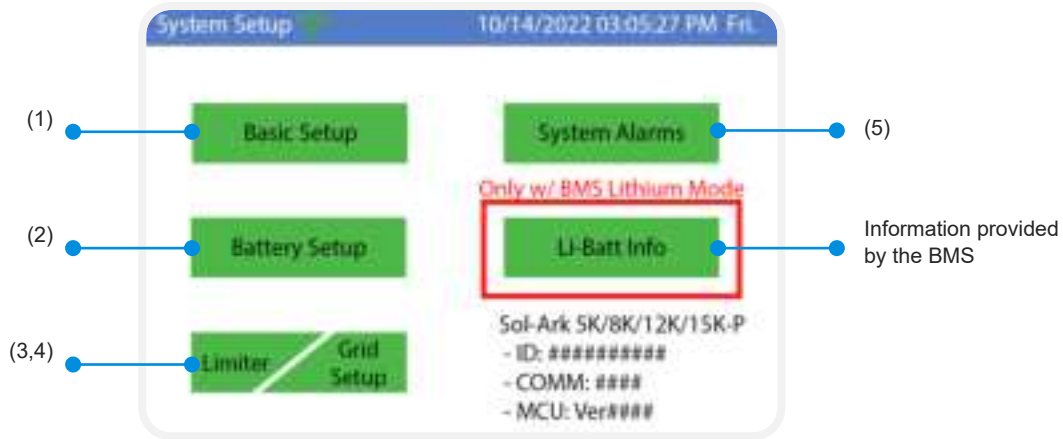 System Setup 10/14/2022 03:05:27 PM Fri.
(1) Basic Setup
System Alarms (5)
Only w/ BMS Lithium Mode
(2) Battery Setup
Li-Batt Info
Information provided
by the BMS
(3,4) Limiter
Grid
Setup
Sol-Ark 5K/8K/12K/15K-P
- ID: ##########
- COMM: ####
- MCU: Ver####